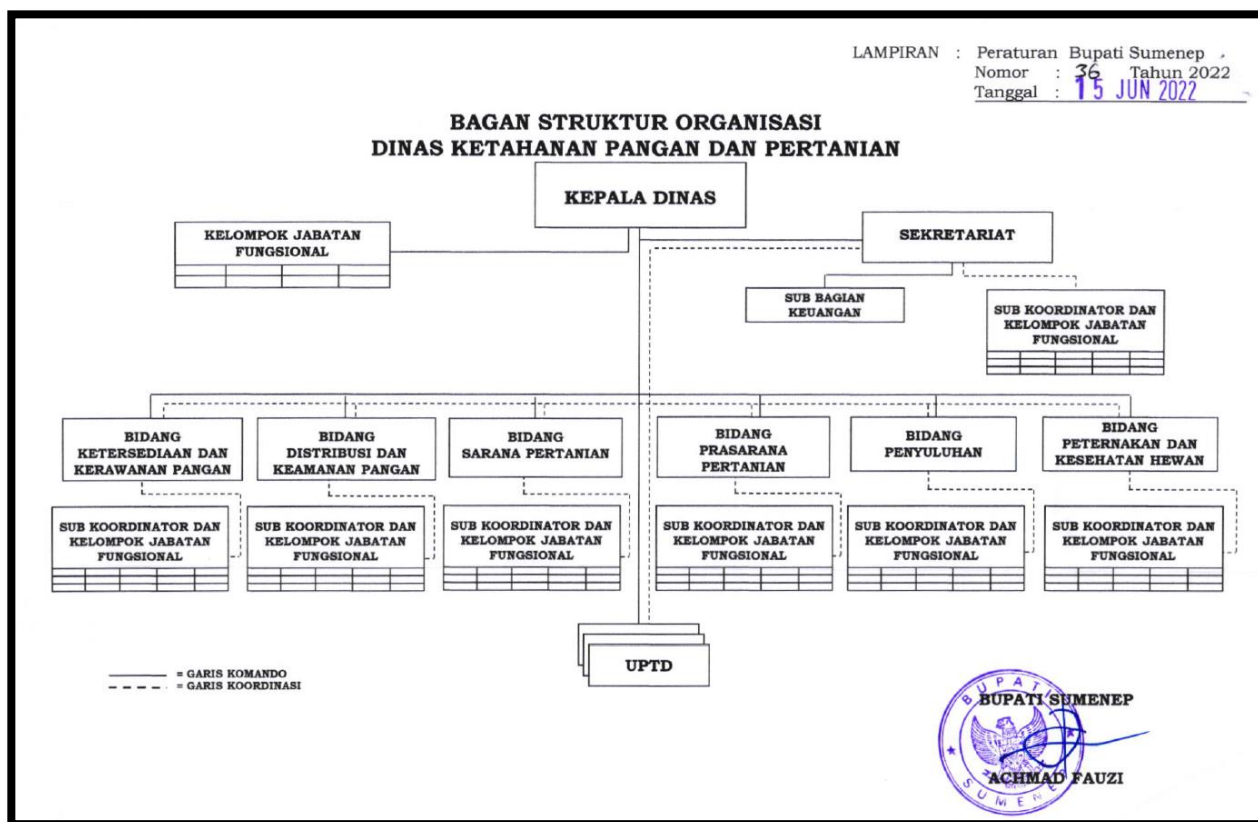 LAMPIRAN : Peraturan Bupati Sumenep
Nomor : 36 Tahun 2022
Tanggal : 15 JUN 2022
BAGAN STRUKTUR ORGANISASI
DINAS KETAHANAN PANGAN DAN PERTANIAN
KEPALA DINAS
KELOMPOK JABATAN
FUNGSIONAL
SEKRETARIAT
SUB BAGIAN
KEUANGAN
SUB KOORDINATOR DAN
KELOMPOK JABATAN
FUNGSIONAL
BIDANG
KETERSEDIAAN DAN
KERAWANAN PANGAN
BIDANG
DISTRIBUSI DAN
KEAMANAN PANGAN
BIDANG
SARANA PERTANIAN
BIDANG
PRASARANA
PERTANIAN
BIDANG
PENYULUHAN
BIDANG
PETERNAKAN DAN
KESEHATAN HEWAN
SUB KOORDINATOR DAN
KELOMPOK JABATAN
FUNGSIONAL
SUB KOORDINATOR DAN
KELOMPOK JABATAN
FUNGSIONAL
SUB KOORDINATOR DAN
KELOMPOK JABATAN
FUNGSIONAL
SUB KOORDINATOR DAN
KELOMPOK JABATAN
FUNGSIONAL
SUB KOORDINATOR DAN
KELOMPOK JABATAN
FUNGSIONAL
SUB KOORDINATOR DAN
KELOMPOK JABATAN
FUNGSIONAL
UPTD
= GARIS KOMANDO
= GARIS KOORDINASI
BUPATI
BUPATI SUMENEP
ACHMAD FAUZI
SUMENEP